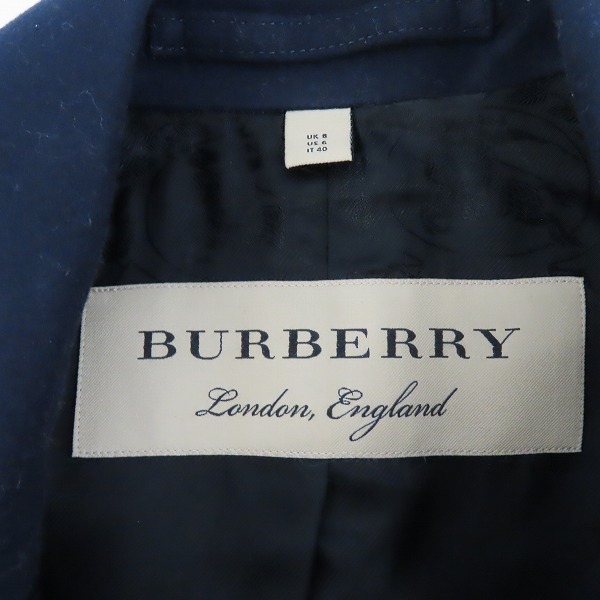 UK 8
US 6
IT 40
BURBERRY
London, England